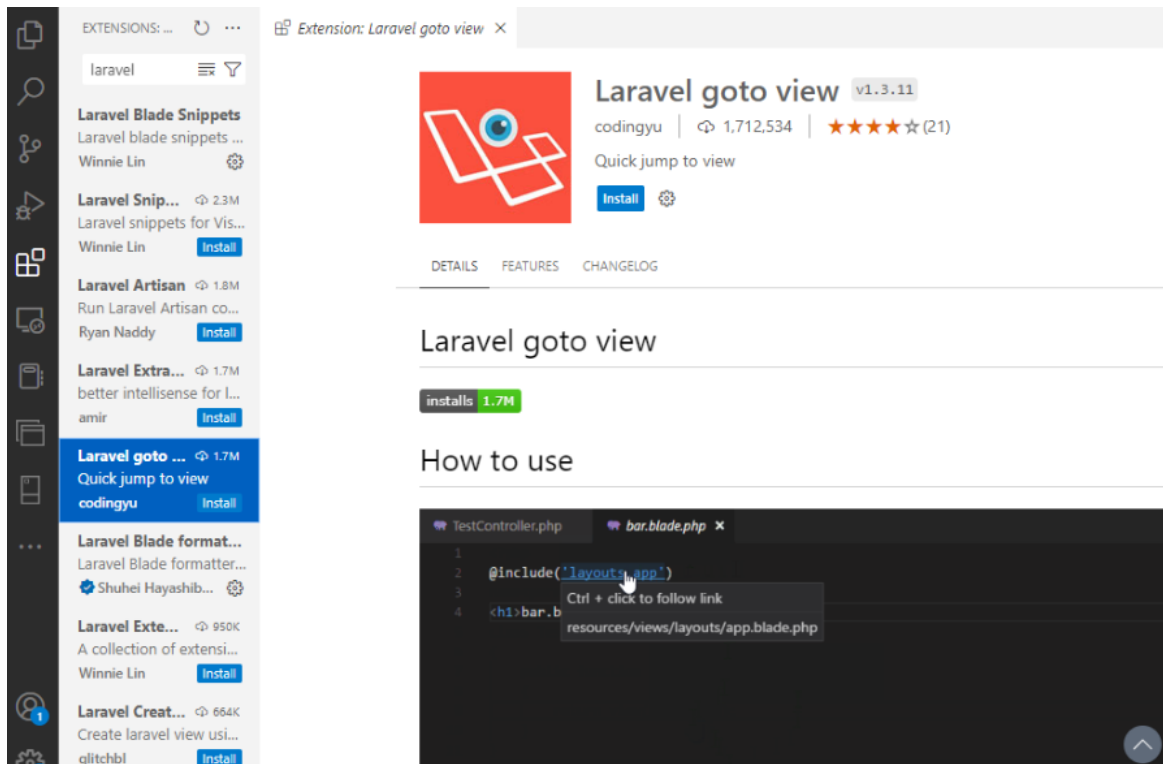 EXTENSIONS: ...
laravel
Laravel Blade Snippets
Laravel blade snippets ...
Winnie Lin
Laravel Snip... 2.3M
Laravel snippets for Vis...
Winnie Lin Install
Laravel Artisan 1.8M
Run Laravel Artisan co...
Ryan Naddy Install
Laravel Extra... 1.7M
better intellisense for l...
amir Install
Laravel goto ... 1.7M
Quick jump to view
codingyu Install
Laravel Blade format...
Laravel Blade formatter...
Shuhei Hayashib...
Laravel Exte... 950K
A collection of extensi...
Winnie Lin Install
Laravel Creat... 664K
Create laravel view usi...
glitchbl Install
1
Extension: Laravel goto view
Laravel goto view v1.3.11
codingyu 1,712,534 (21)
Quick jump to view
Install
DETAILS FEATURES CHANGELOG
Laravel goto view
installs 1.7M
How to use
TestController.php bar.blade.php
1
2 @include('layouts.app')
3
4 <h1>bar.b
Ctrl + click to follow link
resources/views/layouts/app.blade.php